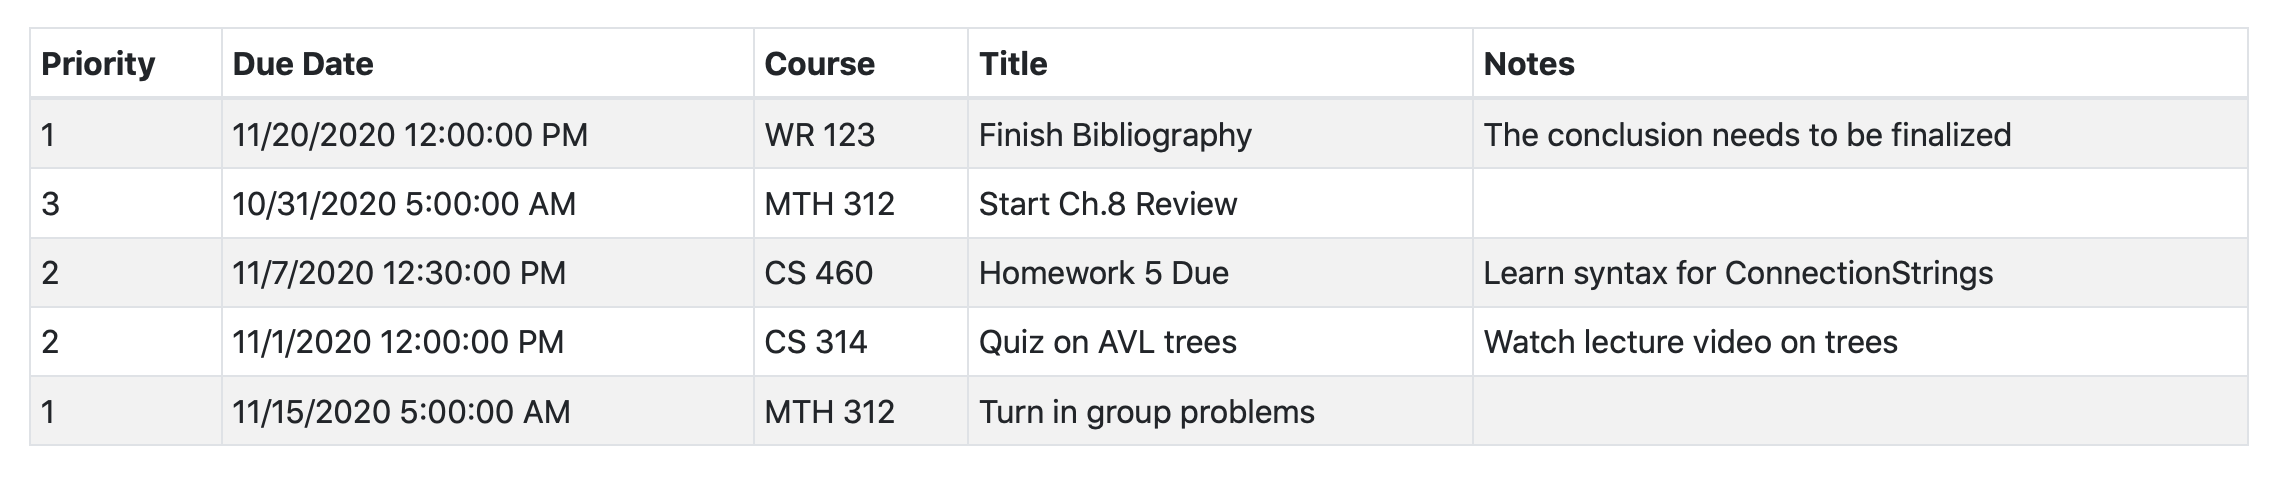 Priority Due Date Course Title Notes
1 11/20/2020 12:00:00 PM WR 123 Finish Bibliography The conclusion needs to be finalized
3 10/31/2020 5:00:00 AM MTH 312 Start Ch.8 Review
2 11/7/2020 12:30:00 PM CS 460 Homework 5 Due Learn syntax for ConnectionStrings
2 11/1/2020 12:00:00 PM CS 314 Quiz on AVL trees Watch lecture video on trees
1 11/15/2020 5:00:00 AM MTH 312 Turn in group problems